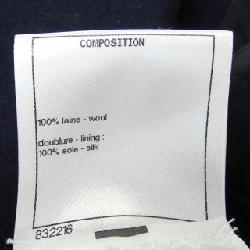 COMPOSITION
100% laine - wool
doublure - lining :
100% soie - silk
832216